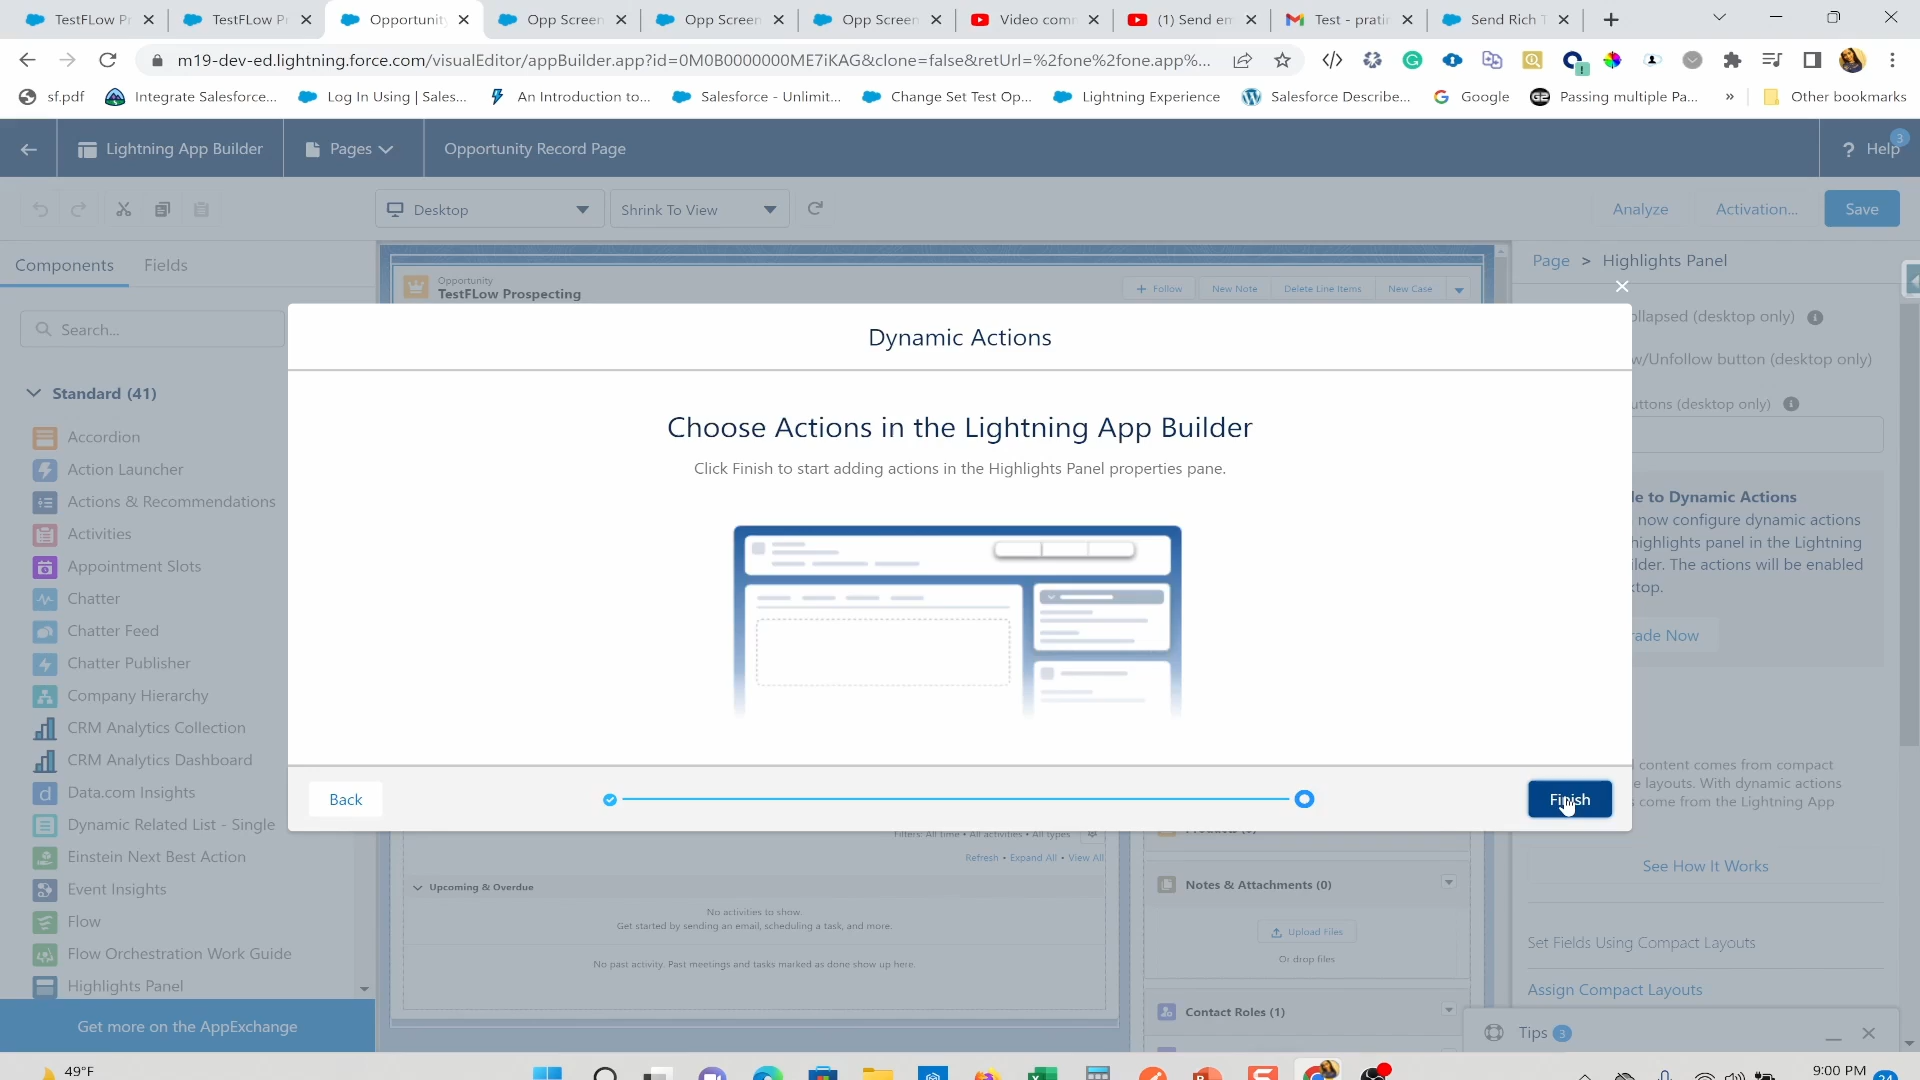 TestFLow P
TestFLow P
Opportunity
Opp Screen
Opp Screen
Opp Screen
Video com
(1) Send e
Test - prati
Send Rich T
m19-dev-ed.lightning.force.com/visualEditor/appBuilder.app?id=0M0B0000000ME7iKAG&clone=false&retUrl=%2fone%2fone.app%...
sf.pdf
Integrate Salesforce...
Log In Using | Sales...
An Introduction to...
Salesforce - Unlimit...
Change Set Test Op...
Lightning Experience
Salesforce Describe...
Google
Passing multiple Pa...
»
Other bookmarks
Lightning App Builder
Pages
Opportunity Record Page
? Help
3
Desktop
Shrink To View
Analyze
Activation...
Save
Components
Fields
Page > Highlights Panel
Opportunity
TestFLow Prospecting
+ Follow
New Note
Delete Line Items
New Case
Search...
ollapsed (desktop only)
w/Unfollow button (desktop only)
uttons (desktop only)
Dynamic Actions
Choose Actions in the Lightning App Builder
Click Finish to start adding actions in the Highlights Panel properties pane.
Back
Finish
Standard (41)
Accordion
Action Launcher
Actions & Recommendations
Activities
Appointment Slots
Chatter
Chatter Feed
Chatter Publisher
Company Hierarchy
CRM Analytics Collection
CRM Analytics Dashboard
Data.com Insights
Dynamic Related List - Single
Einstein Next Best Action
Event Insights
Flow
Flow Orchestration Work Guide
Highlights Panel
Get more on the AppExchange
le to Dynamic Actions
now configure dynamic actions
highlights panel in the Lightning
ilder. The actions will be enabled
ktop.
rade Now
content comes from compact
e layouts. With dynamic actions
come from the Lightning App
See How It Works
Set Fields Using Compact Layouts
Assign Compact Layouts
Filters: All time • All activities • All types
Refresh • Expand All • View All
Upcoming & Overdue
No activities to show.
Get started by sending an email, scheduling a task, and more.
No past activity. Past meetings and tasks marked as done show up here.
Notes & Attachments (0)
Upload Files
Or drop files
Contact Roles (1)
Tips 3
49°F
9:00 PM
24